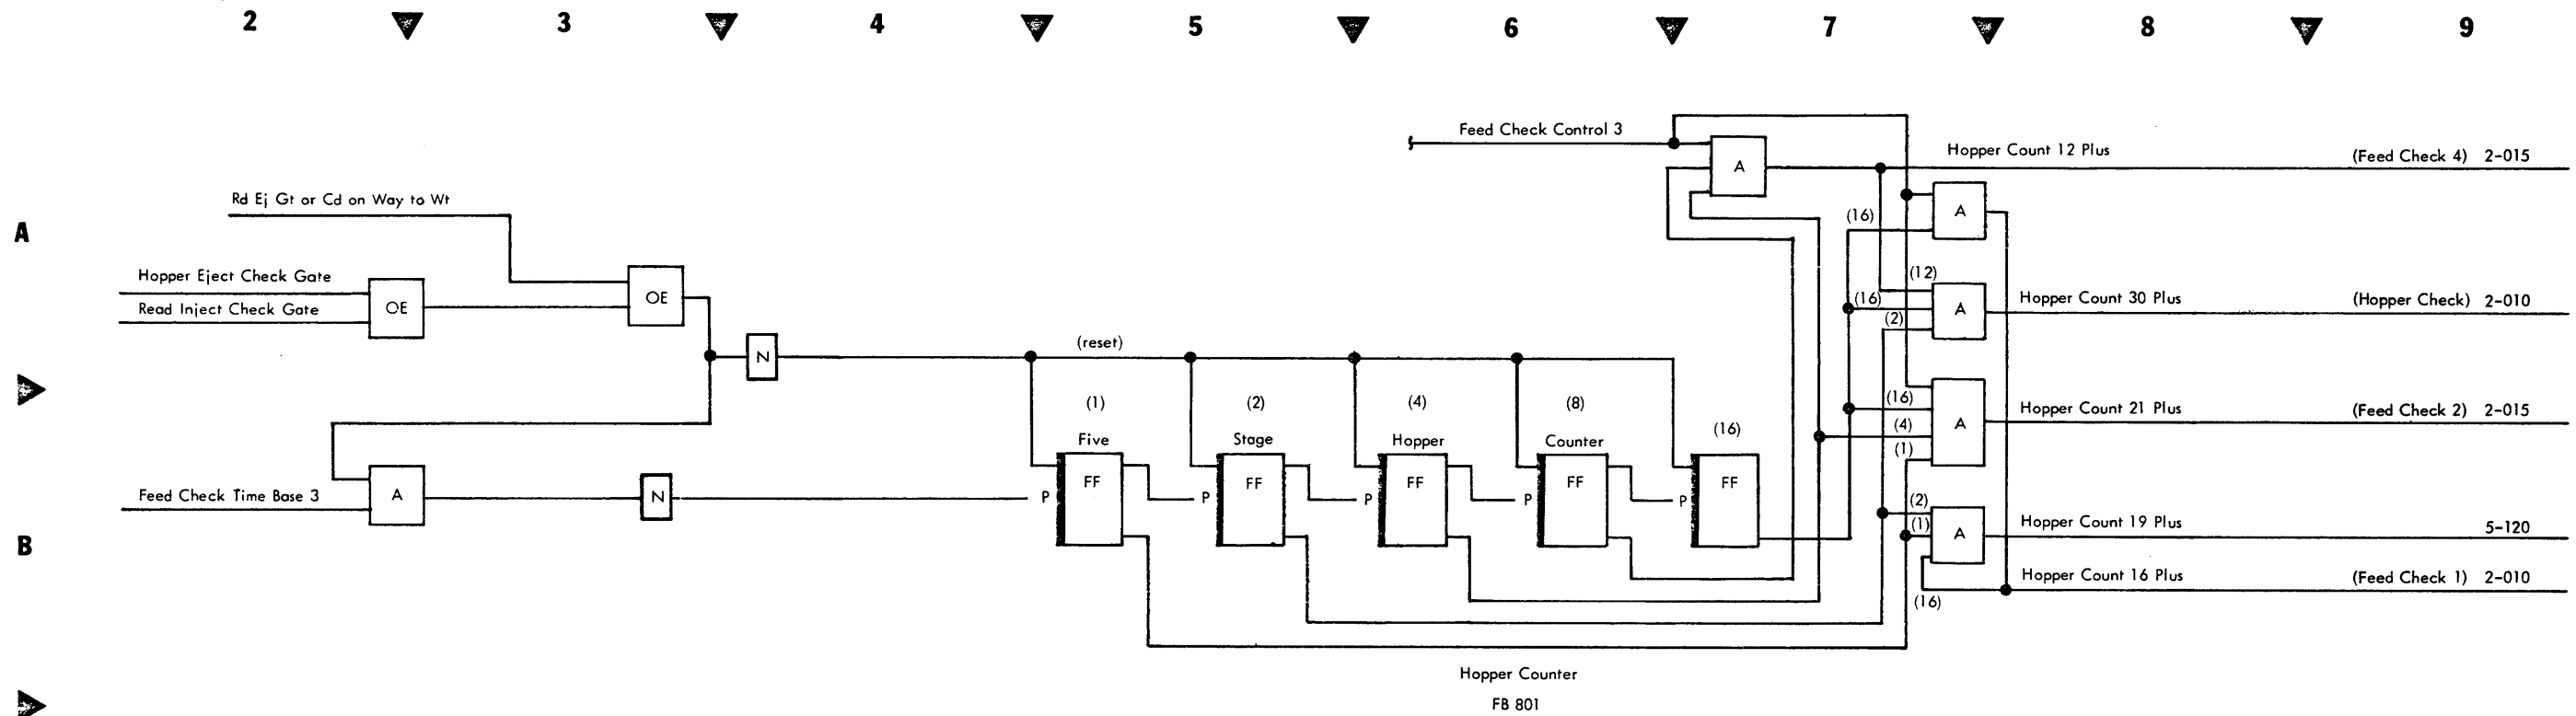 2 3 4 5 6 7 8 9
Feed Check Control 3
A
Hopper Count 12 Plus (Feed Check 4) 2-015
Rd Ej Gt or Cd on Way to Wt
A
(16)
A
Hopper Eject Check Gate
OE
Read Inject Check Gate
OE
(12)
(16)
(2)
A
Hopper Count 30 Plus (Hopper Check) 2-010
N
(reset)
(1) (2) (4) (8) (16)
Five Stage Hopper Counter
(16)
(4)
(1)
A
Hopper Count 21 Plus (Feed Check 2) 2-015
Feed Check Time Base 3
A
N
P FF P FF P FF P FF P FF
(2)
(1)
A
Hopper Count 19 Plus 5-120
B
(16)
Hopper Count 16 Plus (Feed Check 1) 2-010
Hopper Counter
FB 801